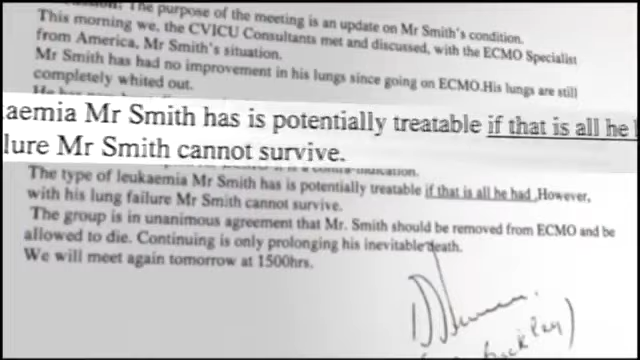 The purpose of the meeting is an update on Mr Smith's condition.
This morning we, the CVICU Consultants met and discussed, with the ECMO Specialist
from America, Mr Smith's situation.
Mr Smith has had no improvement in his lungs since going on ECMO.His lungs are still
completely whited out.
He has
aemia Mr Smith has is potentially treatable if that is all he
lure Mr Smith cannot survive.
The type of leukaemia Mr Smith has is potentially treatable if that is all he had ,However,
with his lung failure Mr Smith cannot survive.
The group is in unanimous agreement that Mr. Smith should be removed from ECMO and be
allowed to die. Continuing is only prolonging his inevitable death.
We will meet again tomorrow at 1500hrs.